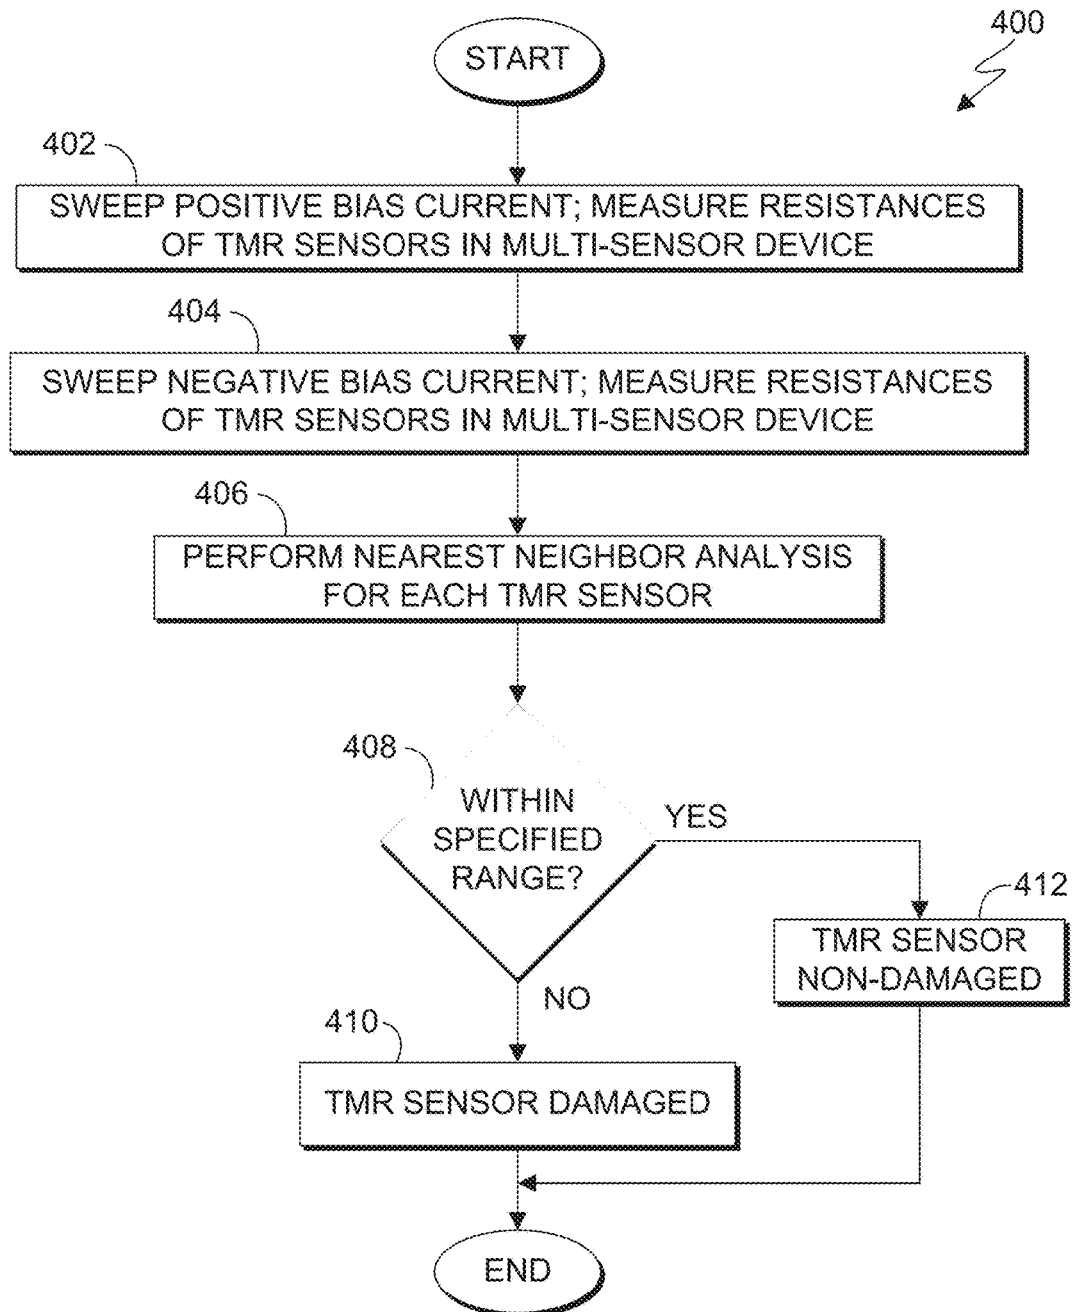 START
400
402
SWEEP POSITIVE BIAS CURRENT; MEASURE RESISTANCES
OF TMR SENSORS IN MULTI-SENSOR DEVICE
404
SWEEP NEGATIVE BIAS CURRENT; MEASURE RESISTANCES
OF TMR SENSORS IN MULTI-SENSOR DEVICE
406
PERFORM NEAREST NEIGHBOR ANALYSIS
FOR EACH TMR SENSOR
408
WITHIN
SPECIFIED
RANGE?
YES
412
TMR SENSOR
NON-DAMAGED
NO
410
TMR SENSOR DAMAGED
END